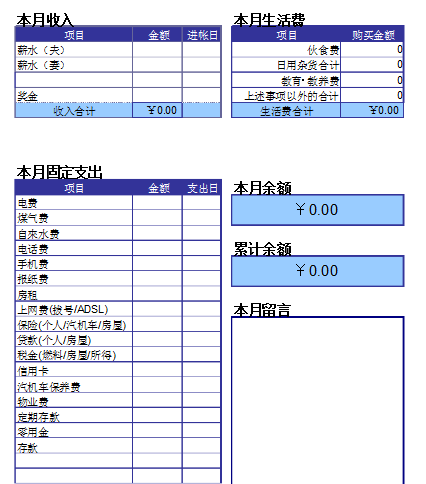 本月收入
项目 金额 进帐日
薪水（夫）
薪水（妻）
奖金
收入合计 ￥0.00
本月生活费
项目 购买金额
伙食费 0
日用杂货合计 0
教育·教养费 0
上述事项以外的合计 0
生活费合计 ￥0.00
本月固定支出
项目 金额 支出日
电费
煤气费
自来水费
电话费
手机费
报纸费
房租
上网费(拨号/ADSL)
保险(个人/汽机车/房屋)
贷款(个人/房屋)
税金(燃料/房屋/所得)
信用卡
汽机车保养费
物业费
定期存款
零用金
存款
本月余额
￥0.00
累计余额
￥0.00
本月留言